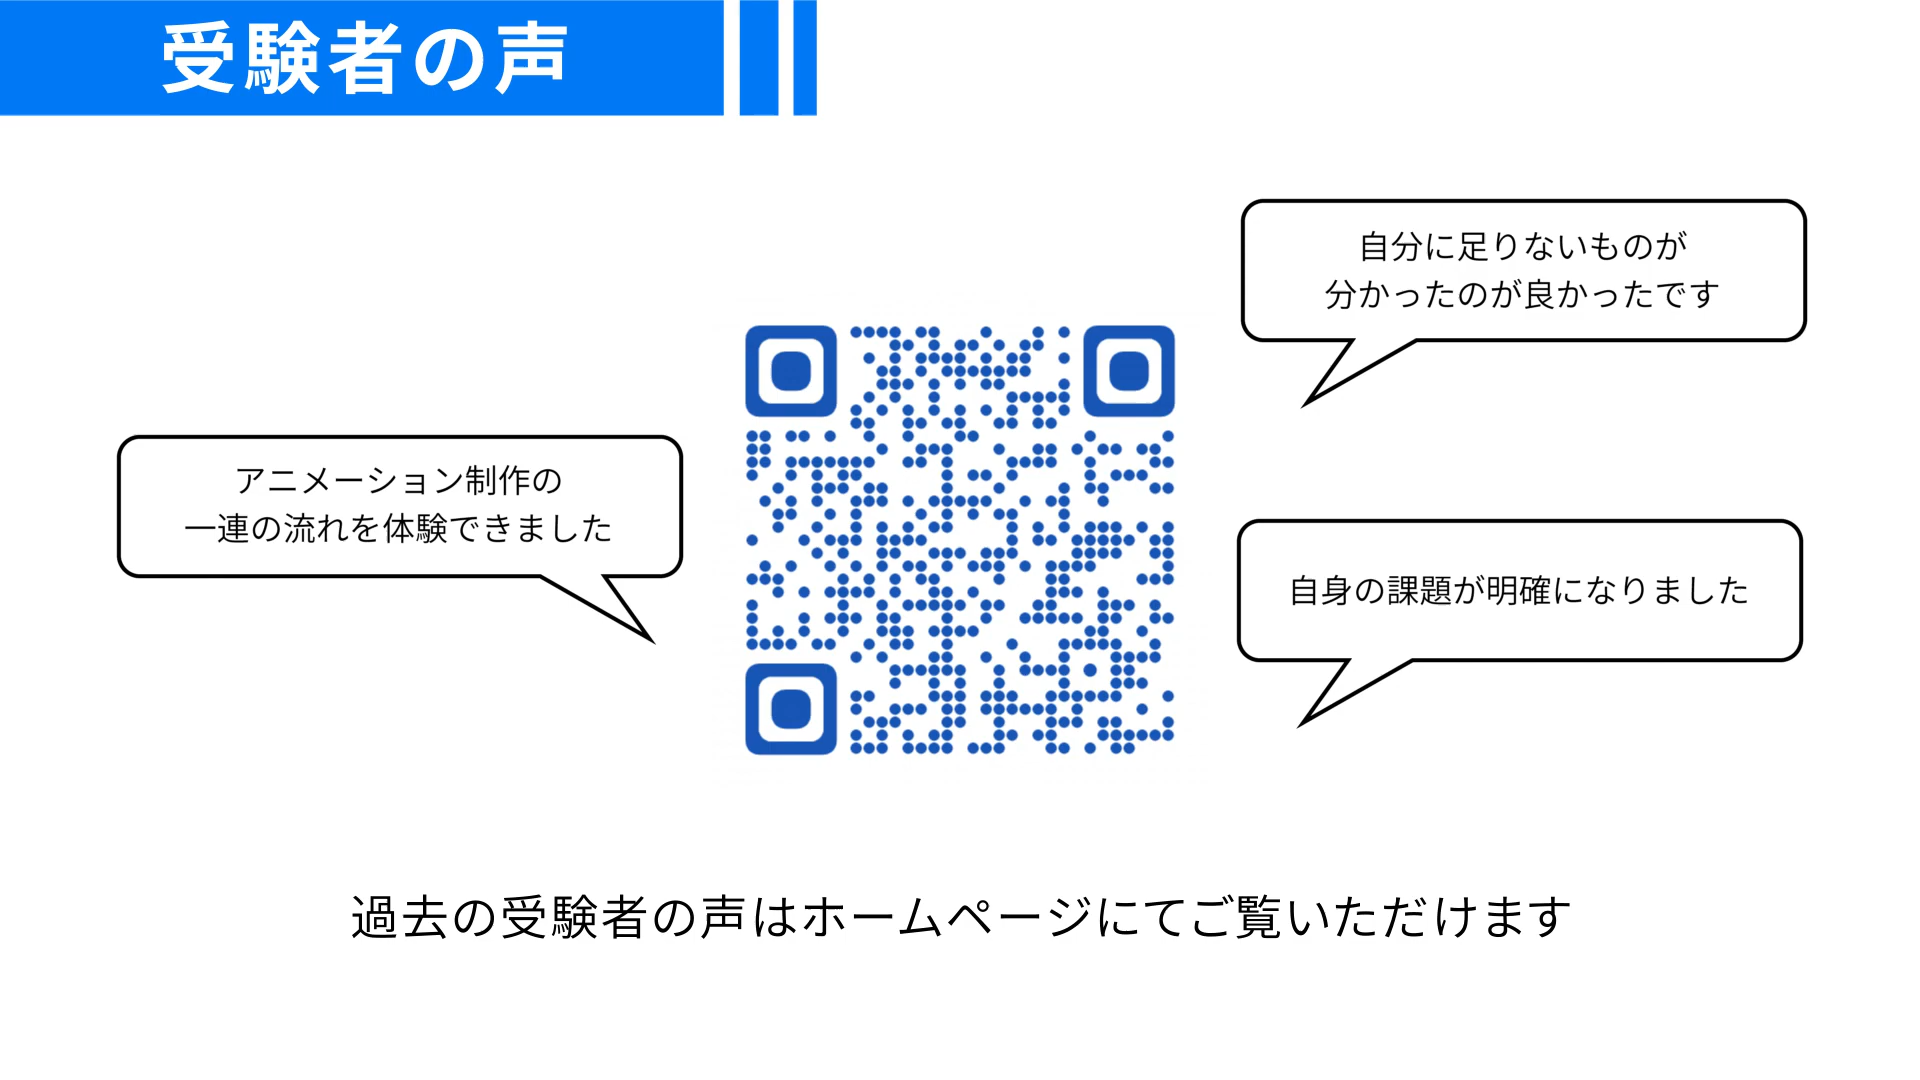 受験者の声
自分に足りないものが
分かったのが良かったです
アニメーション制作の
一連の流れを体験できました
自身の課題が明確になりました
過去の受験者の声はホームページにてご覧いただけます